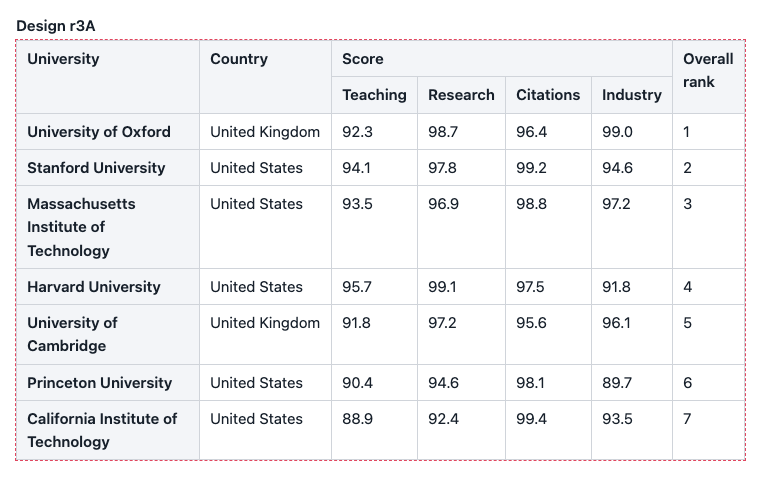 Design r3A
University Country Score Overall rank
Teaching Research Citations Industry
University of Oxford United Kingdom 92.3 98.7 96.4 99.0 1
Stanford University United States 94.1 97.8 99.2 94.6 2
Massachusetts Institute of Technology United States 93.5 96.9 98.8 97.2 3
Harvard University United States 95.7 99.1 97.5 91.8 4
University of Cambridge United Kingdom 91.8 97.2 95.6 96.1 5
Princeton University United States 90.4 94.6 98.1 89.7 6
California Institute of Technology United States 88.9 92.4 99.4 93.5 7